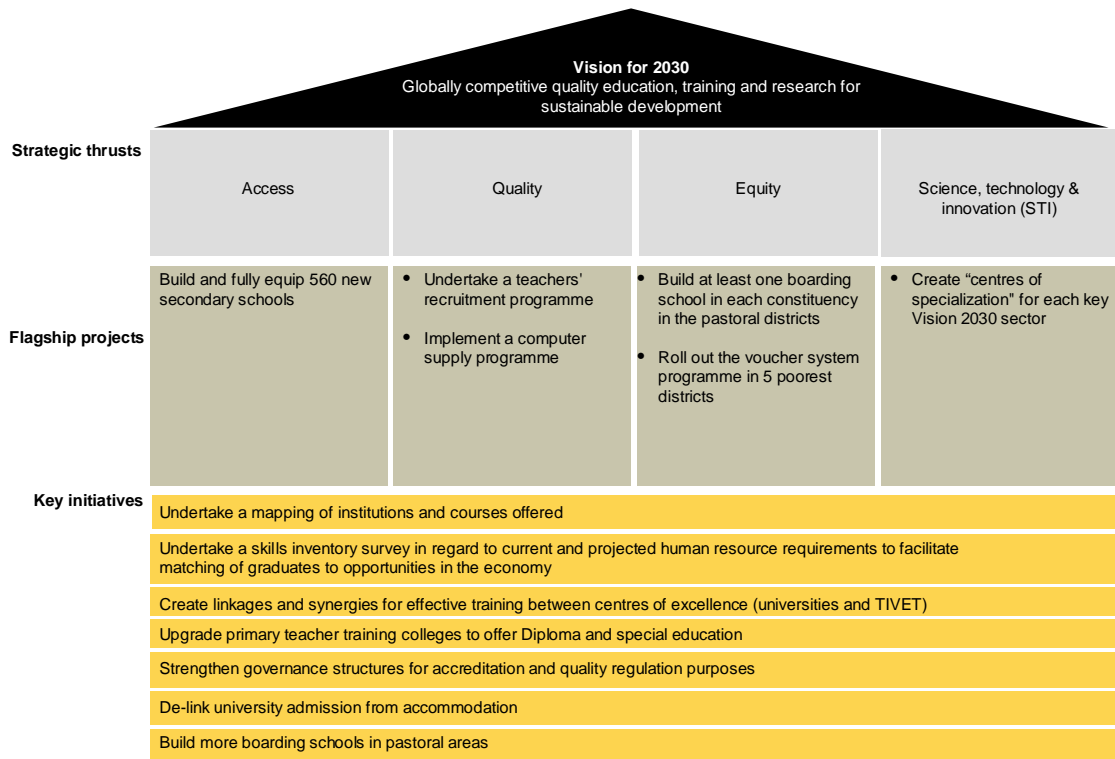 Vision for 2030
Globally competitive quality education, training and research for
sustainable development
Strategic thrusts
Access
Quality
Equity
Science, technology &
innovation (STI)
Flagship projects
Build and fully equip 560 new
secondary schools
• Undertake a teachers’
recruitment programme
• Implement a computer
supply programme
• Build at least one boarding
school in each constituency
in the pastoral districts
• Roll out the voucher system
programme in 5 poorest
districts
• Create “centres of
specialization” for each key
Vision 2030 sector
Key initiatives
Undertake a mapping of institutions and courses offered
Undertake a skills inventory survey in regard to current and projected human resource requirements to facilitate
matching of graduates to opportunities in the economy
Create linkages and synergies for effective training between centres of excellence (universities and TIVET)
Upgrade primary teacher training colleges to offer Diploma and special education
Strengthen governance structures for accreditation and quality regulation purposes
De-link university admission from accommodation
Build more boarding schools in pastoral areas